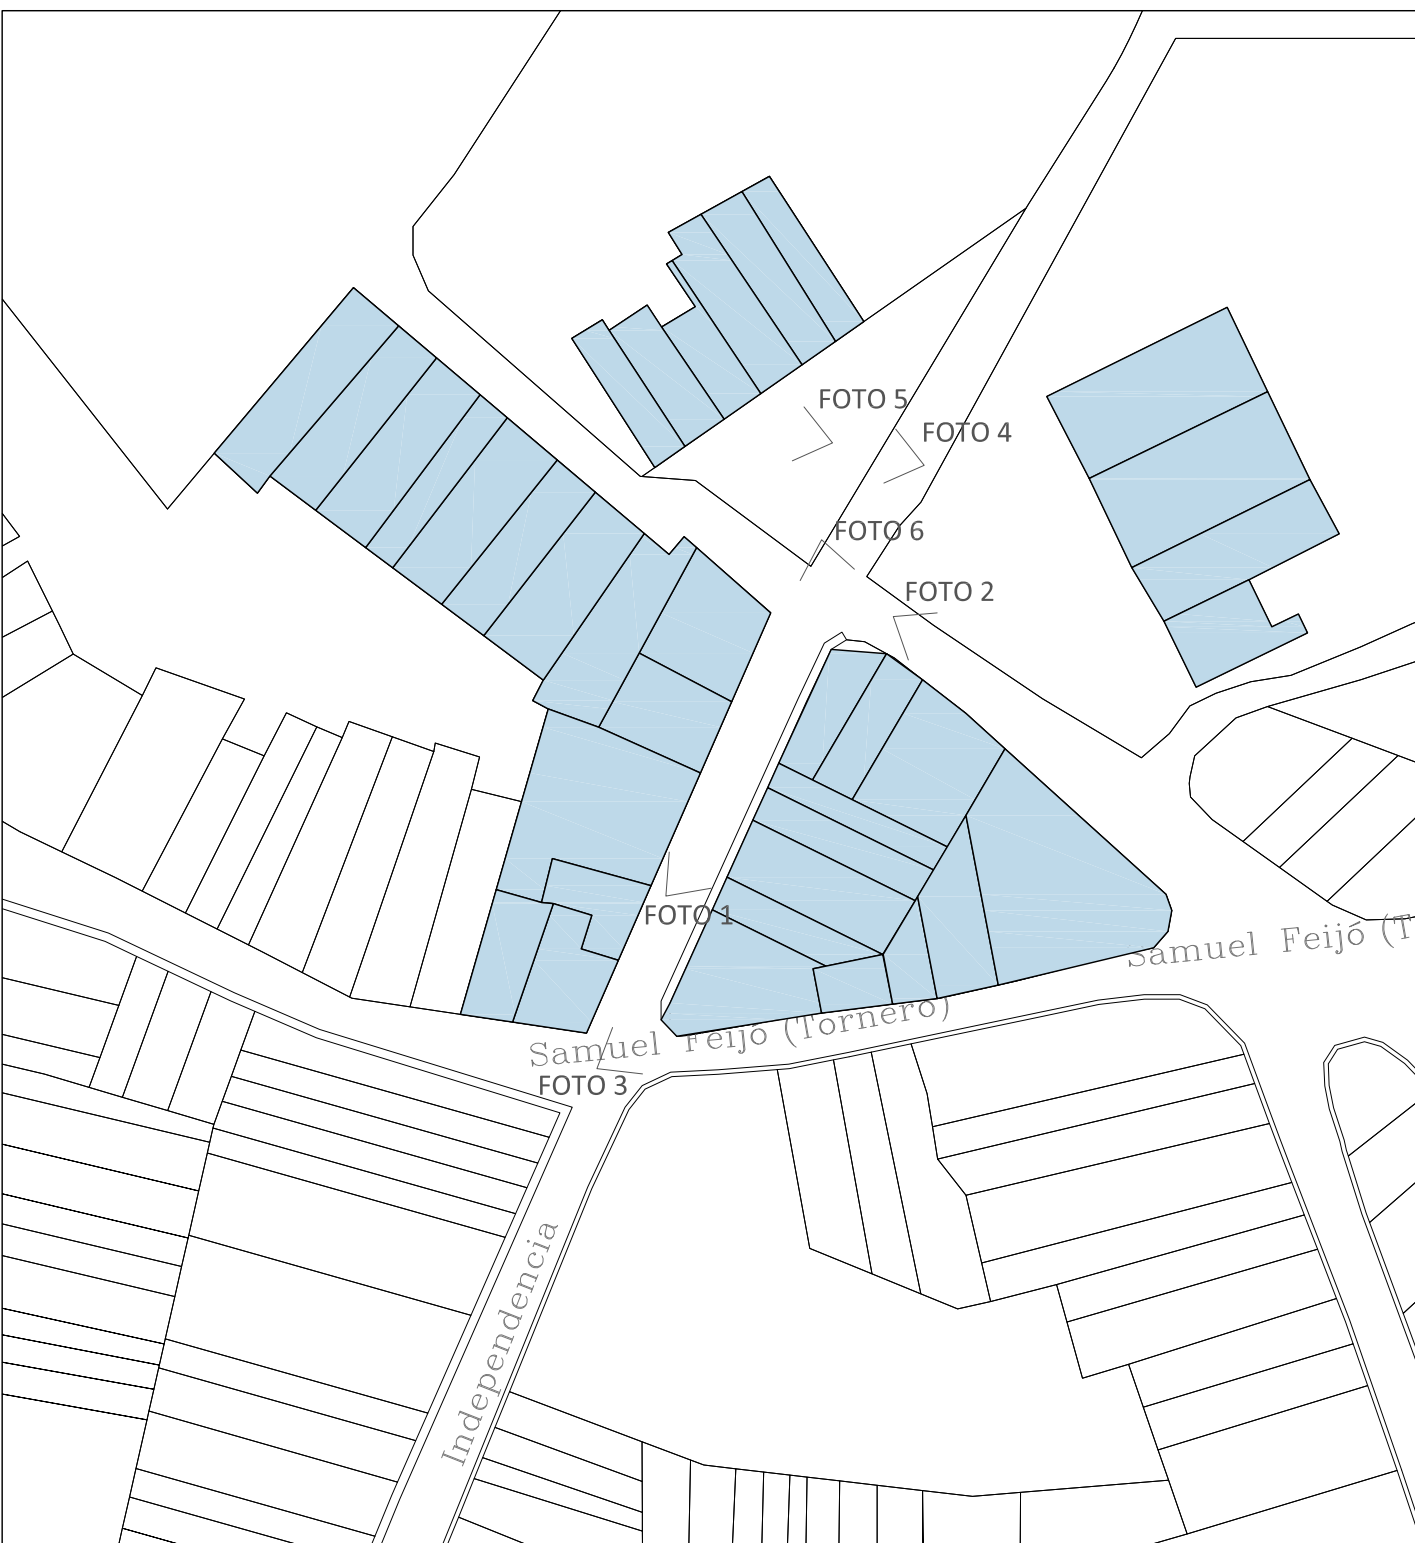 FOTO 5
FOTO 4
FOTO 6
FOTO 2
FOTO 1
Samuel Feijó (T
Samuel Feijó (Tornero)
FOTO 3
Independencia